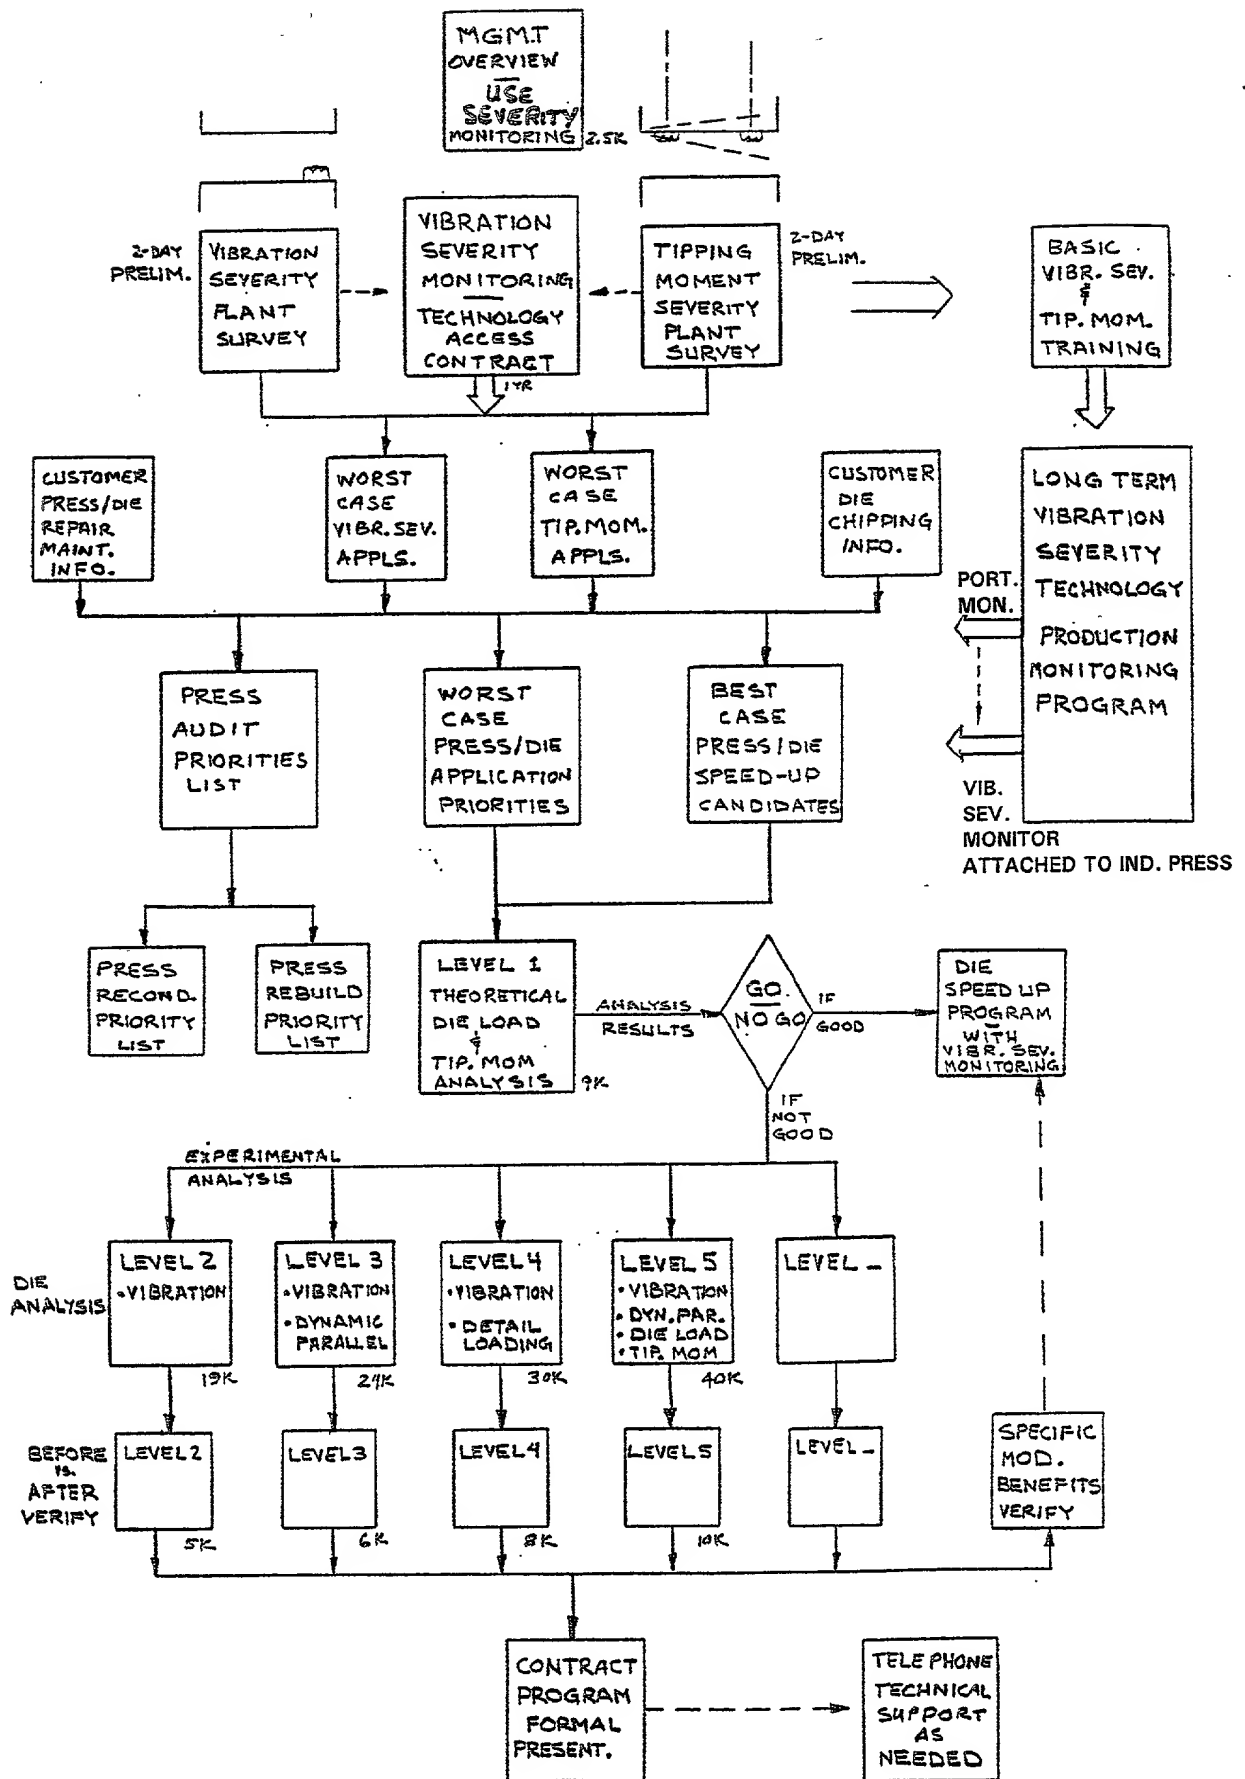 MGMT
OVERVIEW
USE
SEVERITY
MONITORING 2.5K
2-DAY
PRELIM.
VIBRATION
SEVERITY
PLANT
SURVEY
VIBRATION
SEVERITY
MONITORING
TECHNOLOGY
ACCESS
CONTRACT
1 YR
TIPPING
MOMENT
SEVERITY
PLANT
SURVEY
2-DAY
PRELIM.
BASIC
VIBR. SEV.
&
TIP. MOM.
TRAINING
CUSTOMER
PRESS/DIE
REPAIR
MAINT.
INFO.
WORST
CASE
VIBR. SEV.
APPLS.
WORST
CASE
TIP. MOM.
APPLS.
CUSTOMER
DIE
CHIPPING
INFO.
LONG TERM
VIBRATION
SEVERITY
TECHNOLOGY
PRODUCTION
MONITORING
PROGRAM
PORT.
MON.
VIB.
SEV.
MONITOR
ATTACHED TO IND. PRESS
PRESS
AUDIT
PRIORITIES
LIST
WORST
CASE
PRESS/DIE
APPLICATION
PRIORITIES
BEST
CASE
PRESS/DIE
SPEED-UP
CANDIDATES
PRESS
RECOND.
PRIORITY
LIST
PRESS
REBUILD
PRIORITY
LIST
LEVEL 1
THEORETICAL
DIE LOAD
&
TIP. MOM
ANALYSIS
9K
ANALYSIS
RESULTS
GO
NO GO
IF
GOOD
DIE
SPEED UP
PROGRAM
WITH
VIBR. SEV.
MONITORING
IF
NOT
GOOD
EXPERIMENTAL
ANALYSIS
DIE
ANALYSIS
LEVEL 2
• VIBRATION
19K
LEVEL 3
• VIBRATION
• DYNAMIC
PARALLEL
24K
LEVEL 4
• VIBRATION
• DETAIL
LOADING
30K
LEVEL 5
• VIBRATION
• DYN. PAR.
• DIE LOAD
• TIP. MOM
40K
LEVEL _
BEFORE
vs.
AFTER
VERIFY
LEVEL 2
5K
LEVEL 3
6K
LEVEL 4
8K
LEVEL 5
10K
LEVEL _
SPECIFIC
MOD.
BENEFITS
VERIFY
CONTRACT
PROGRAM
FORMAL
PRESENT.
TELEPHONE
TECHNICAL
SUPPORT
AS
NEEDED